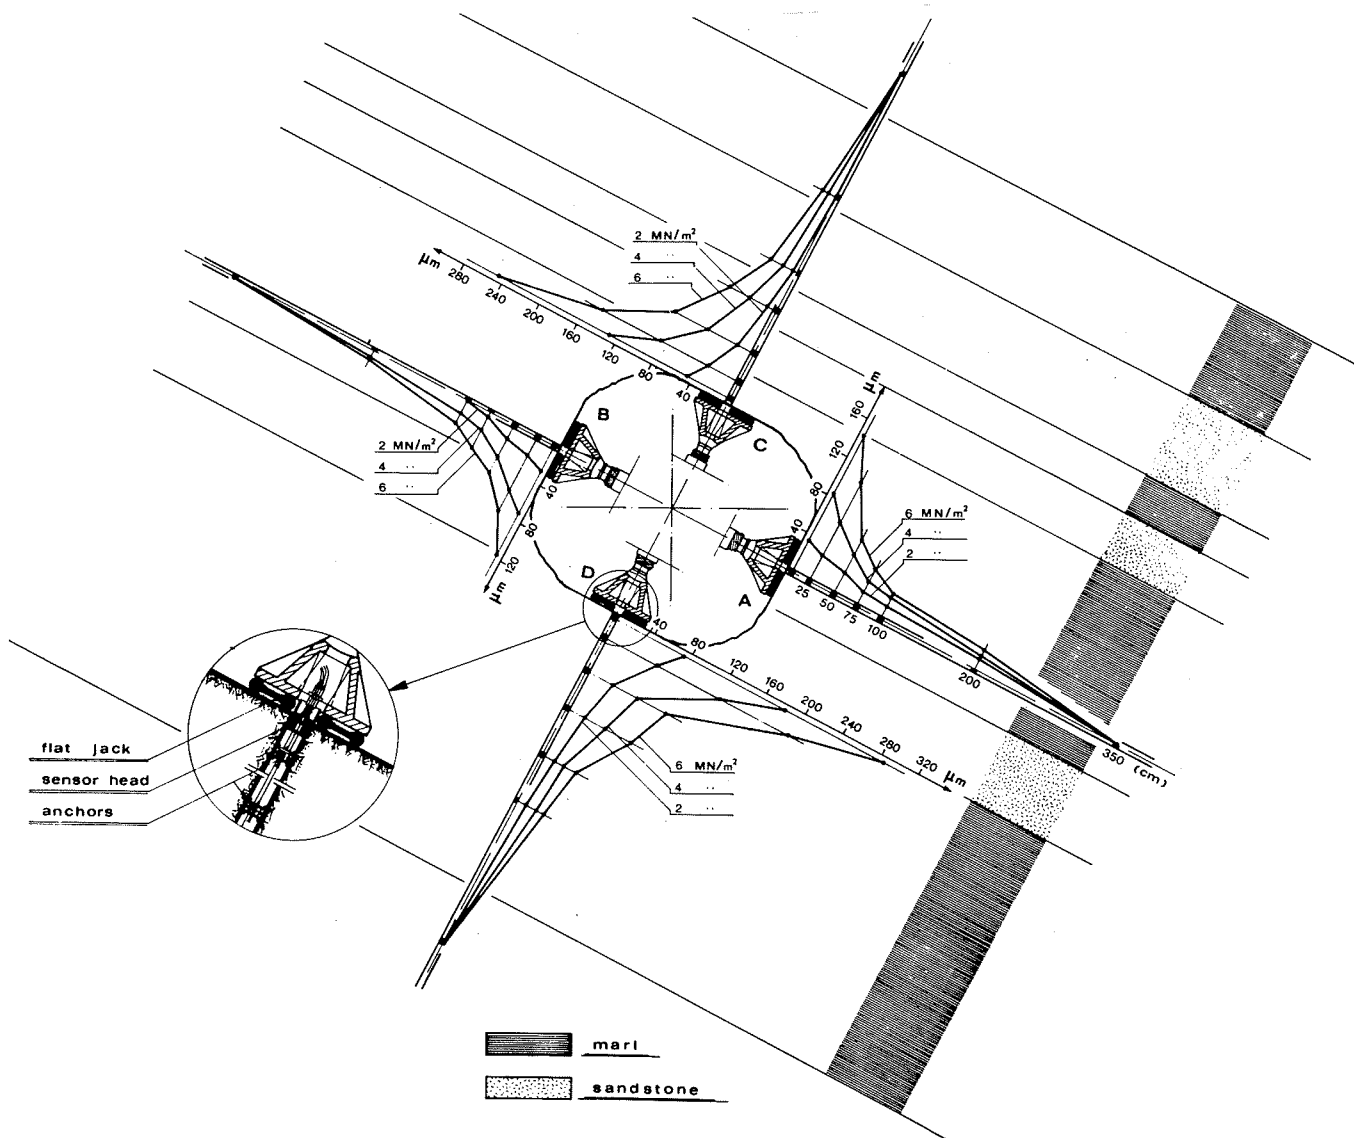 2 MN/m²
4 ''
6 ''
μm
280
240
200
160
120
80
40
C
μm
160
120
80
40
6 MN/m²
4 ''
2 ''
A
25
50
75
100
200
350 (cm)
B
2 MN/m²
4 ''
6 ''
40
80
120
μm
D
40
80
120
160
200
240
280
320
μm
6 MN/m²
4 ''
2 ''
flat jack
sensor head
anchors
marl
sandstone